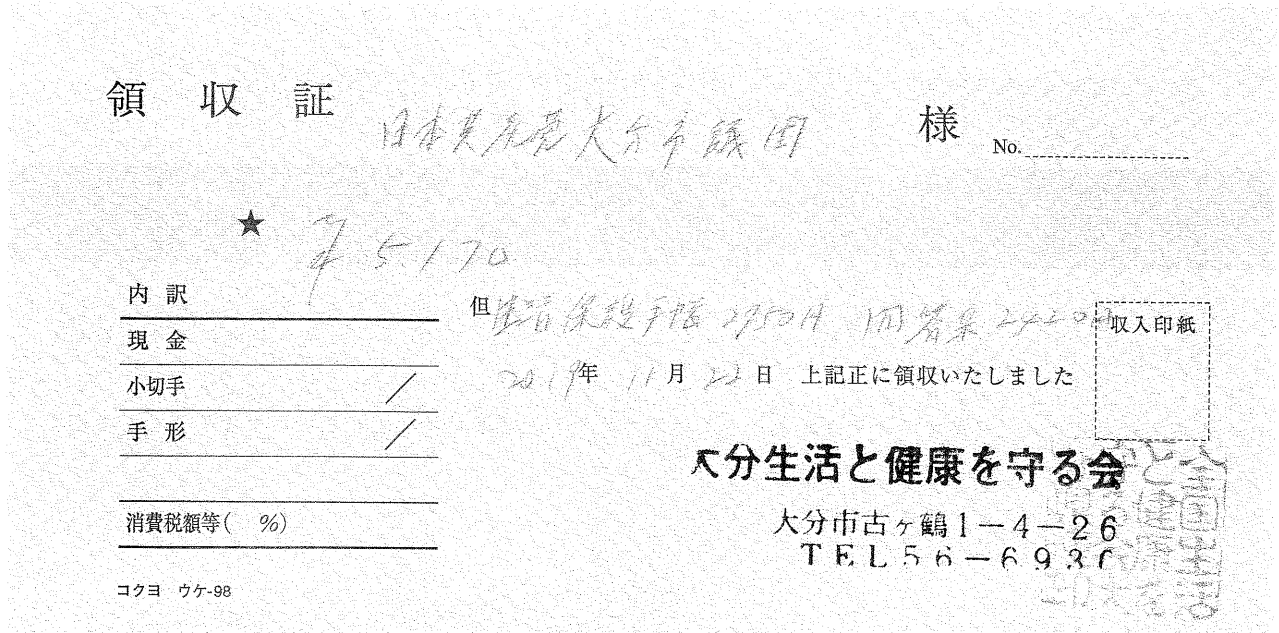 領収証 日本共産党大分市議団 様 No.
★ ¥5,170
内訳
但 生活保護手帳 2750円 問答集 2420円
収入印紙
現金
2019年 11月 22日 上記正に領収いたしました
小切手 /
手形 /
大分生活と健康を守る会
消費税額等( %)
大分市古ヶ鶴1-4-26
TEL56-693
コクヨ ウケ-98